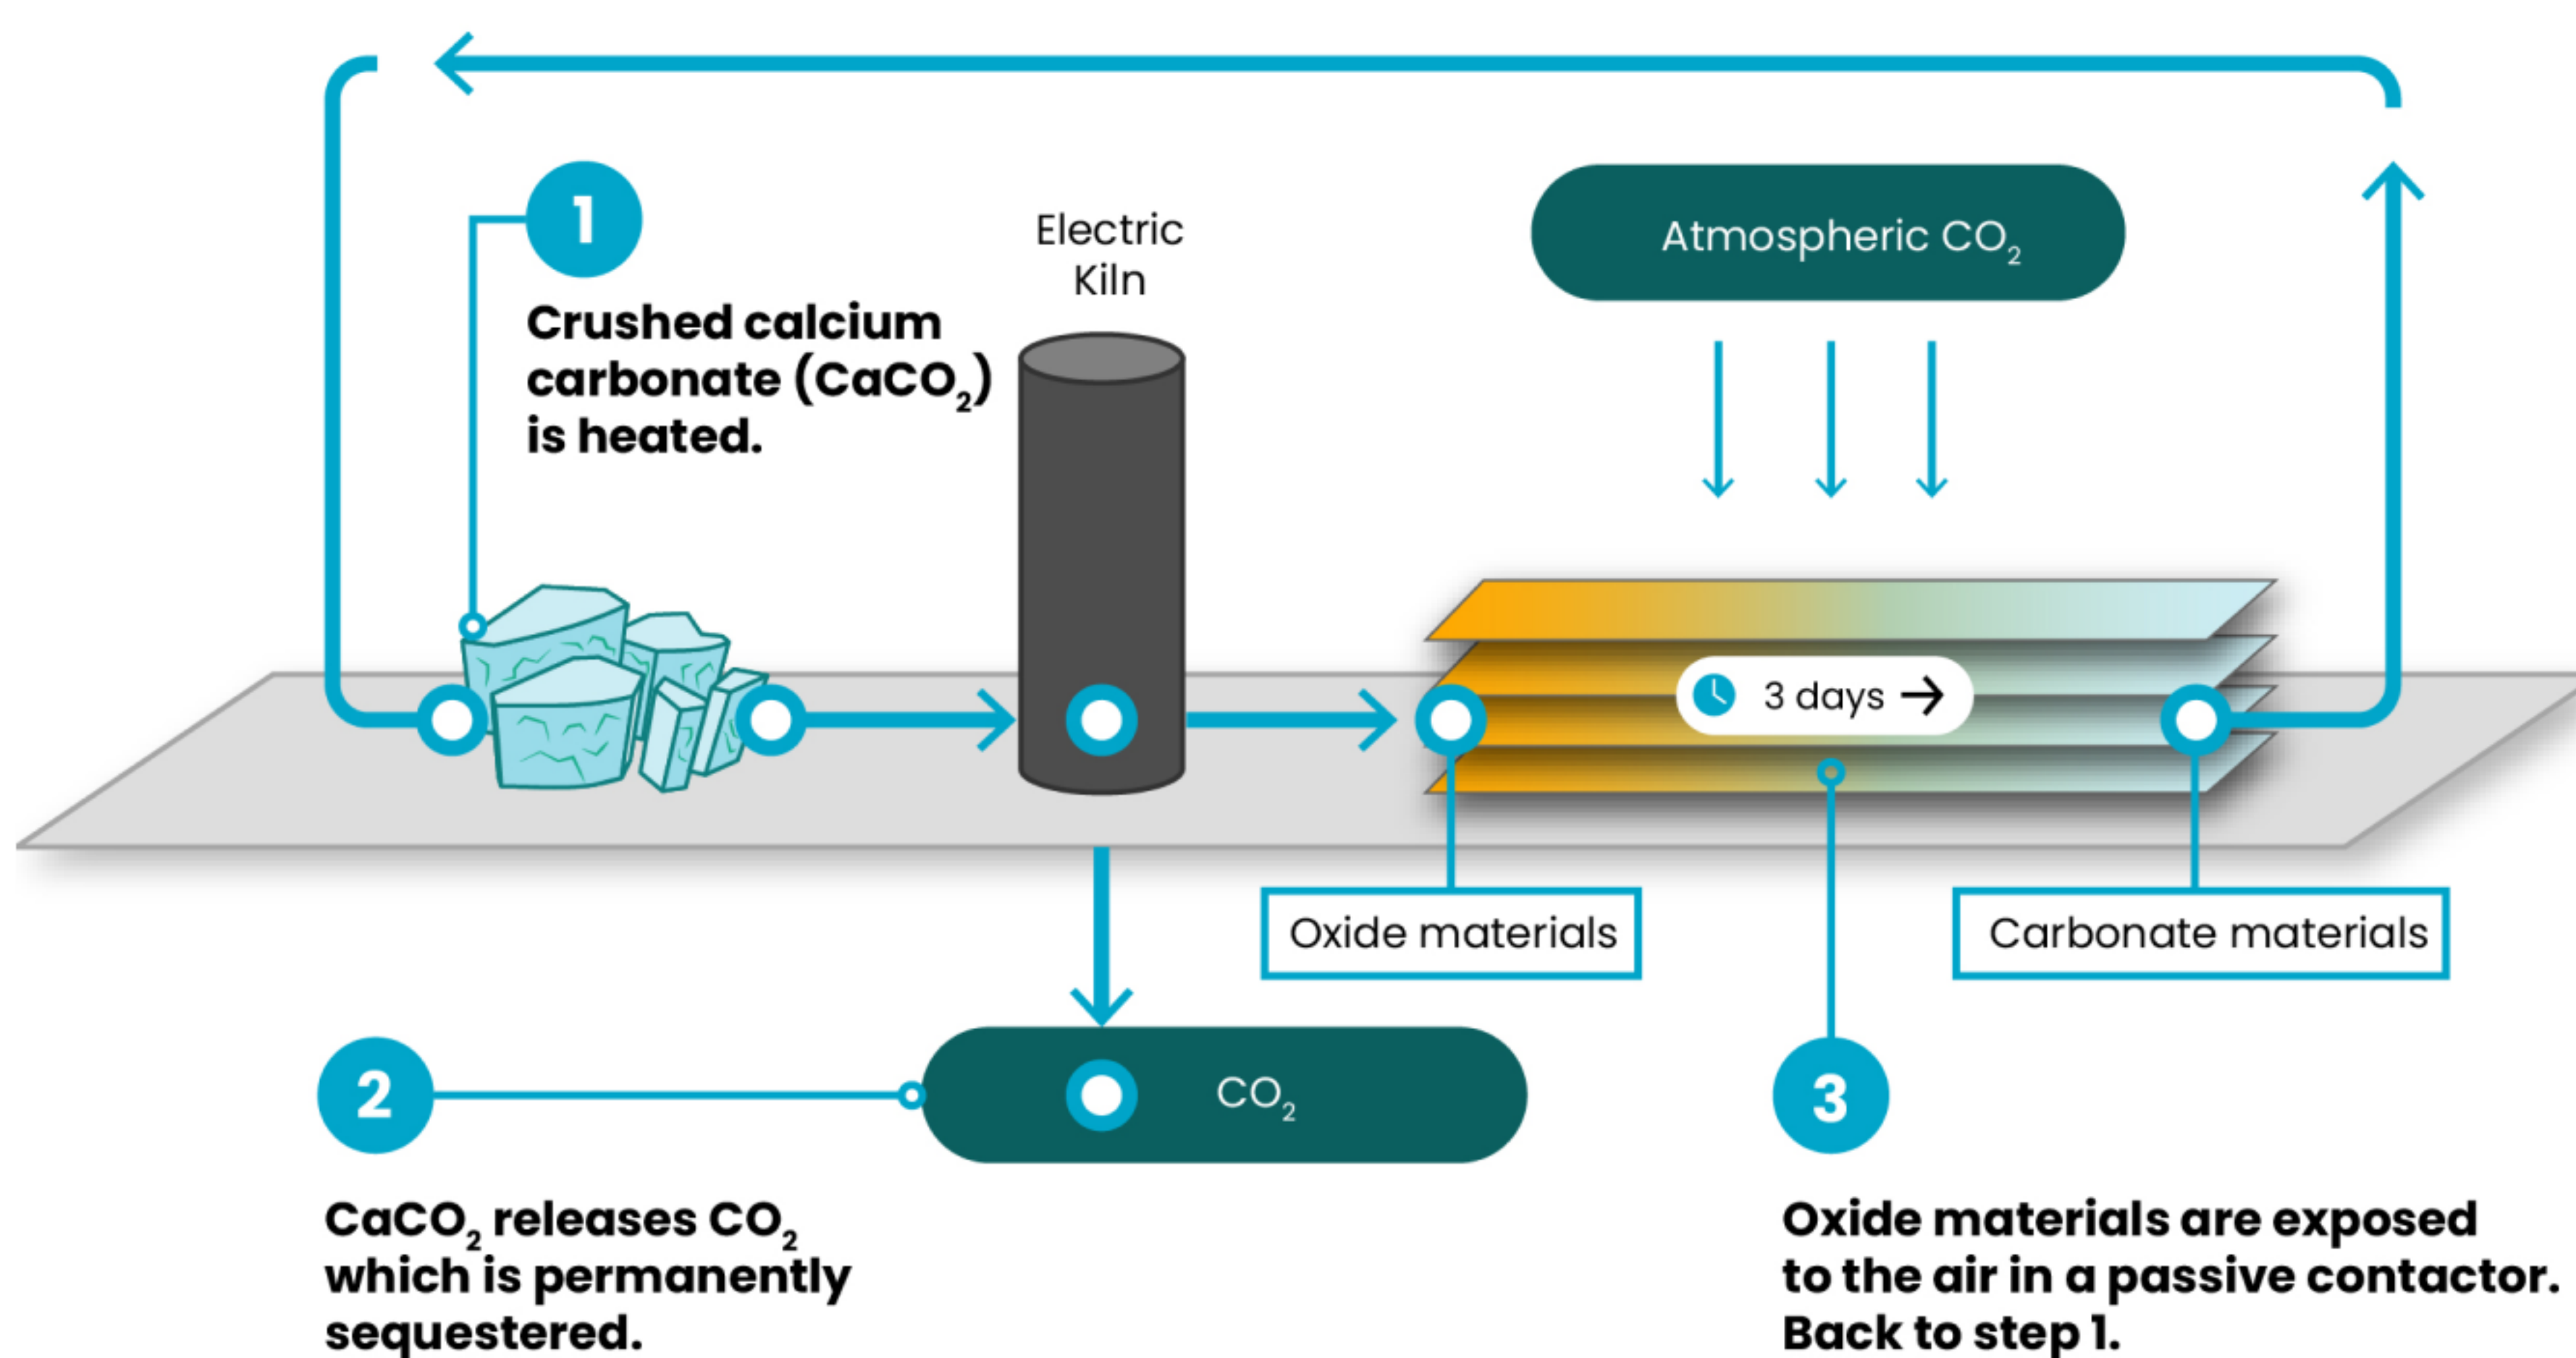 1
Crushed calcium
carbonate (CaCO₂)
is heated.
Electric
Kiln
Atmospheric CO₂
3 days →
Oxide materials
Carbonate materials
2
CO₂
CaCO₂ releases CO₂
which is permanently
sequestered.
3
Oxide materials are exposed
to the air in a passive contactor.
Back to step 1.